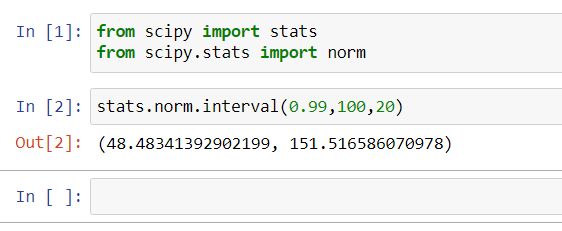 In [1]: from scipy import stats
from scipy.stats import norm
In [2]: stats.norm.interval(0.99,100,20)
Out[2]: (48.48341392902199, 151.516586070978)
In [ ]: